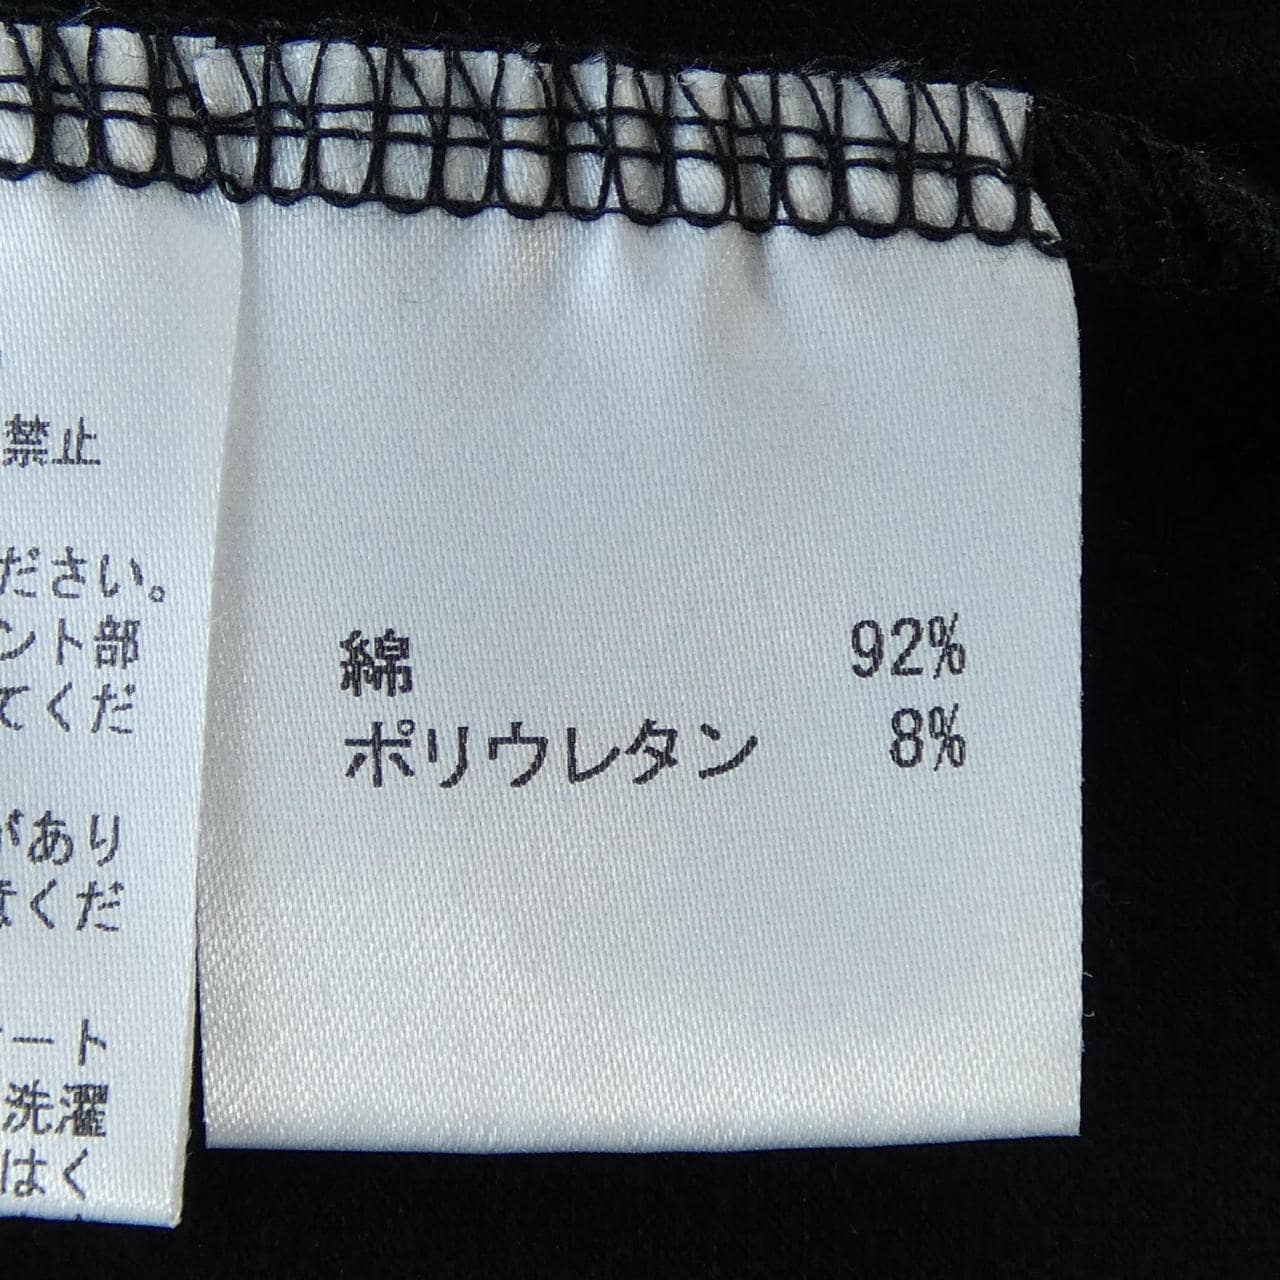 禁止
ださい。
ント部
てくだ
があり
くだ
ート
洗濯
はく
綿 92%
ポリウレタン 8%